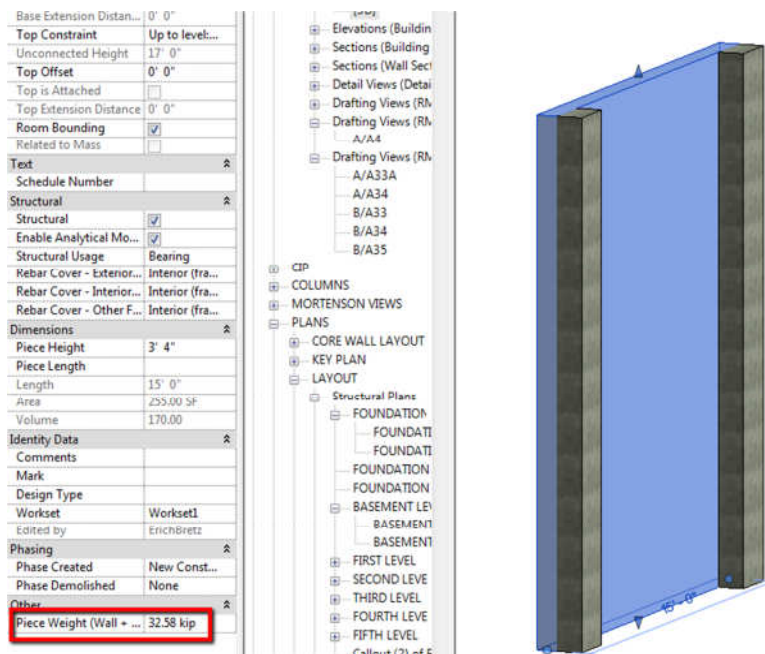 Base Extension Distan... 0' 0"
Top Constraint Up to level:...
Unconnected Height 17' 0"
Top Offset 0' 0"
Top is Attached
Top Extension Distance 0' 0"
Room Bounding
Related to Mass
Text
Schedule Number
Structural
Structural
Enable Analytical Mo...
Structural Usage Bearing
Rebar Cover - Exterior... Interior (fra...
Rebar Cover - Interior... Interior (fra...
Rebar Cover - Other F... Interior (fra...
Dimensions
Piece Height 3' 4"
Piece Length
Length 15' 0"
Area 255.00 SF
Volume 170.00
Identity Data
Comments
Mark
Design Type
Workset Workset1
Edited by ErichBretz
Phasing
Phase Created New Const...
Phase Demolished None
Other
Piece Weight (Wall + ... 32.58 kip
{3D}
Elevations (Buildin
Sections (Building
Sections (Wall Sect
Detail Views (Detai
Drafting Views (RM
Drafting Views (RM
A/A4
Drafting Views (RM
A/A33A
A/A34
B/A33
B/A34
B/A35
CIP
COLUMNS
MORTENSON VIEWS
PLANS
CORE WALL LAYOUT
KEY PLAN
LAYOUT
Structural Plans
FOUNDATION
FOUNDATI
FOUNDATI
FOUNDATION
FOUNDATION
BASEMENT LEV
BASEMENT
BASEMENT
FIRST LEVEL
SECOND LEVE
THIRD LEVEL
FOURTH LEVE
FIFTH LEVEL
Callout (2) of F
15' - 0"